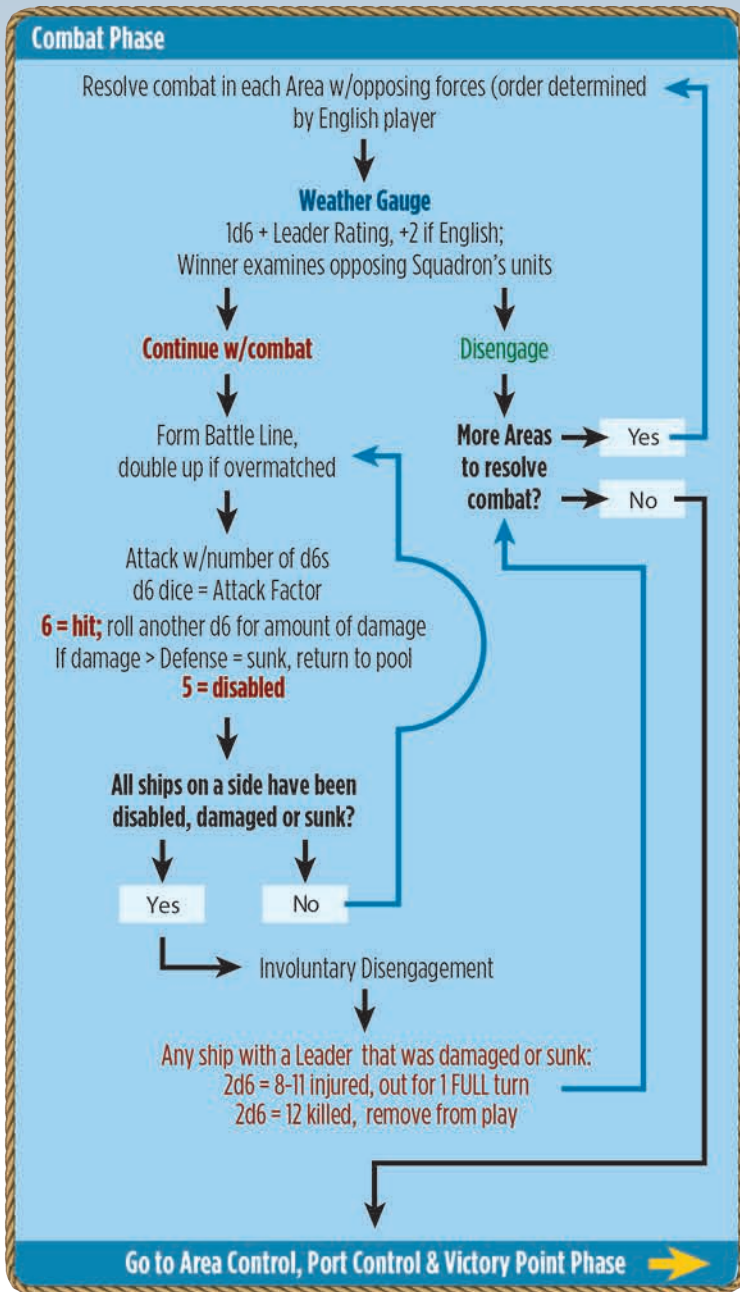 Combat Phase
Resolve combat in each Area w/opposing forces (order determined
by English player
Weather Gauge
1d6 + Leader Rating, +2 if English;
Winner examines opposing Squadron's units
Continue w/combat
Disengage
Form Battle Line,
double up if overmatched
More Areas
to resolve
combat?
Yes
No
Attack w/number of d6s
d6 dice = Attack Factor
6 = hit; roll another d6 for amount of damage
If damage > Defense = sunk, return to pool
5 = disabled
All ships on a side have been
disabled, damaged or sunk?
Yes
No
Involuntary Disengagement
Any ship with a Leader that was damaged or sunk:
2d6 = 8-11 injured, out for 1 FULL turn
2d6 = 12 killed, remove from play
Go to Area Control, Port Control & Victory Point Phase